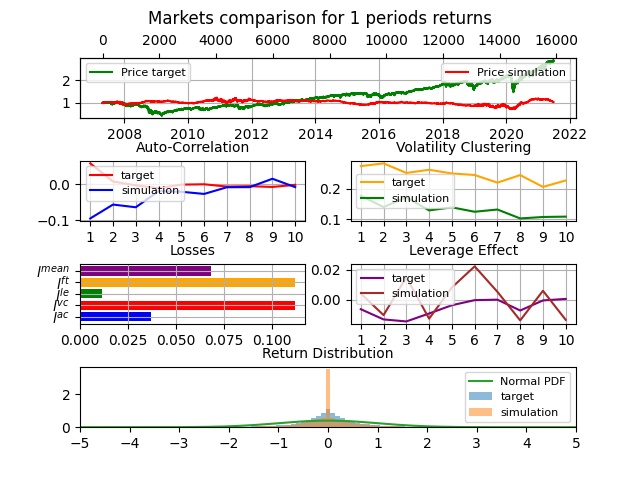 Markets comparison for 1 periods returns
0 2000 4000 6000 8000 10000 12000 14000 16000
Price target
Price simulation
2
1
2008 2010 2012 2014 2016 2018 2020 2022
Auto-Correlation
Volatility Clustering
0.0
−0.1
target
simulation
1 2 3 4 5 6 7 8 9 10
0.2
0.1
target
simulation
1 2 3 4 5 6 7 8 9 10
Losses
Leverage Effect
l^mean
l^ft
l^le
l^vc
l^ac
0.000 0.025 0.050 0.075 0.100
0.02
0.00
target
simulation
1 2 3 4 5 6 7 8 9 10
Return Distribution
2
0
Normal PDF
target
simulation
−5 −4 −3 −2 −1 0 1 2 3 4 5